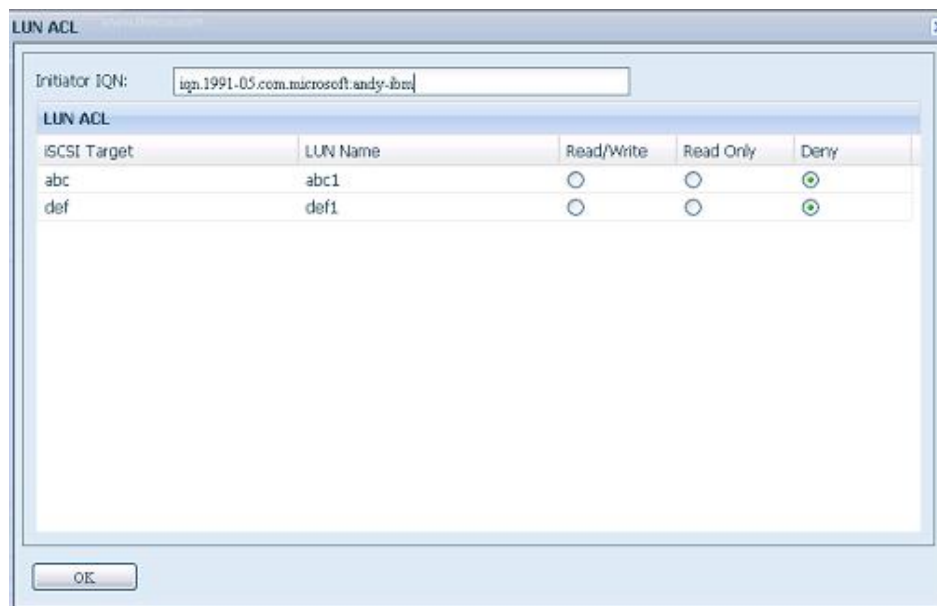 LUN ACL
Initiator IQN: iqn.1991-05.com.microsoft:andy-ibm
LUN ACL
iSCSI Target LUN Name Read/Write Read Only Deny
abc abc1
def def1
OK